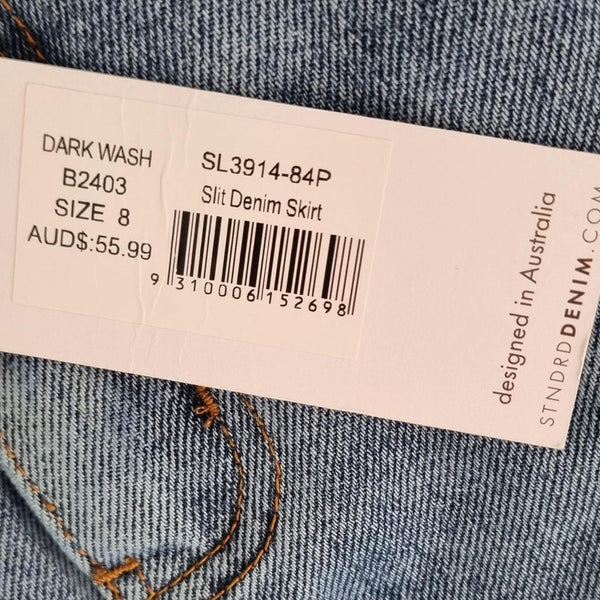 DARK WASH
B2403
SIZE 8
AUD$:55.99
SL3914-84P
Slit Denim Skirt
9 310006 152698
designed in Australia
STNDRDDENIM.COM